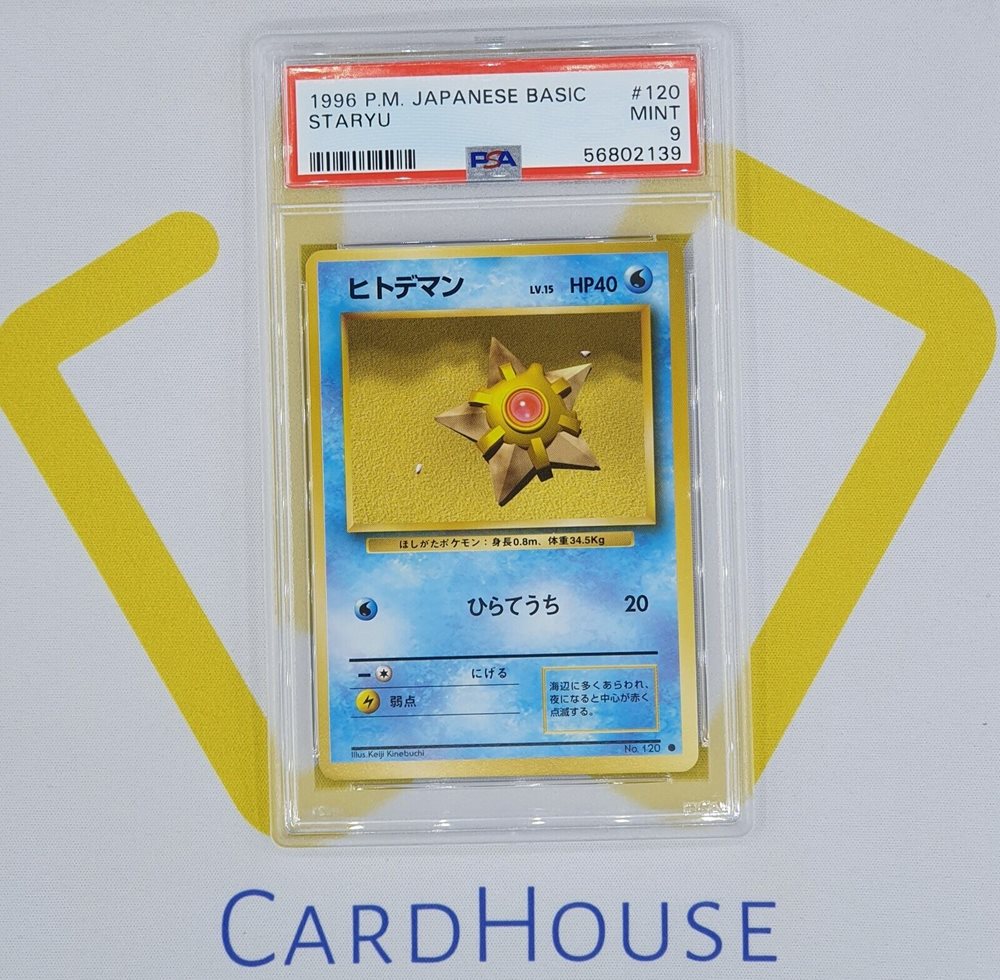 1996 P.M. JAPANESE BASIC #120
STARYU MINT
9
PSA 56802139
ヒトデマン LV.15 HP40
ほしがたポケモン：身長0.8m、体重34.5Kg
ひらてうち 20
にげる
弱点
海辺に多くあらわれ、
夜になると中心が赤く
点滅する。
Illus. Keiji Kinebuchi No. 120
CARDHOUSE